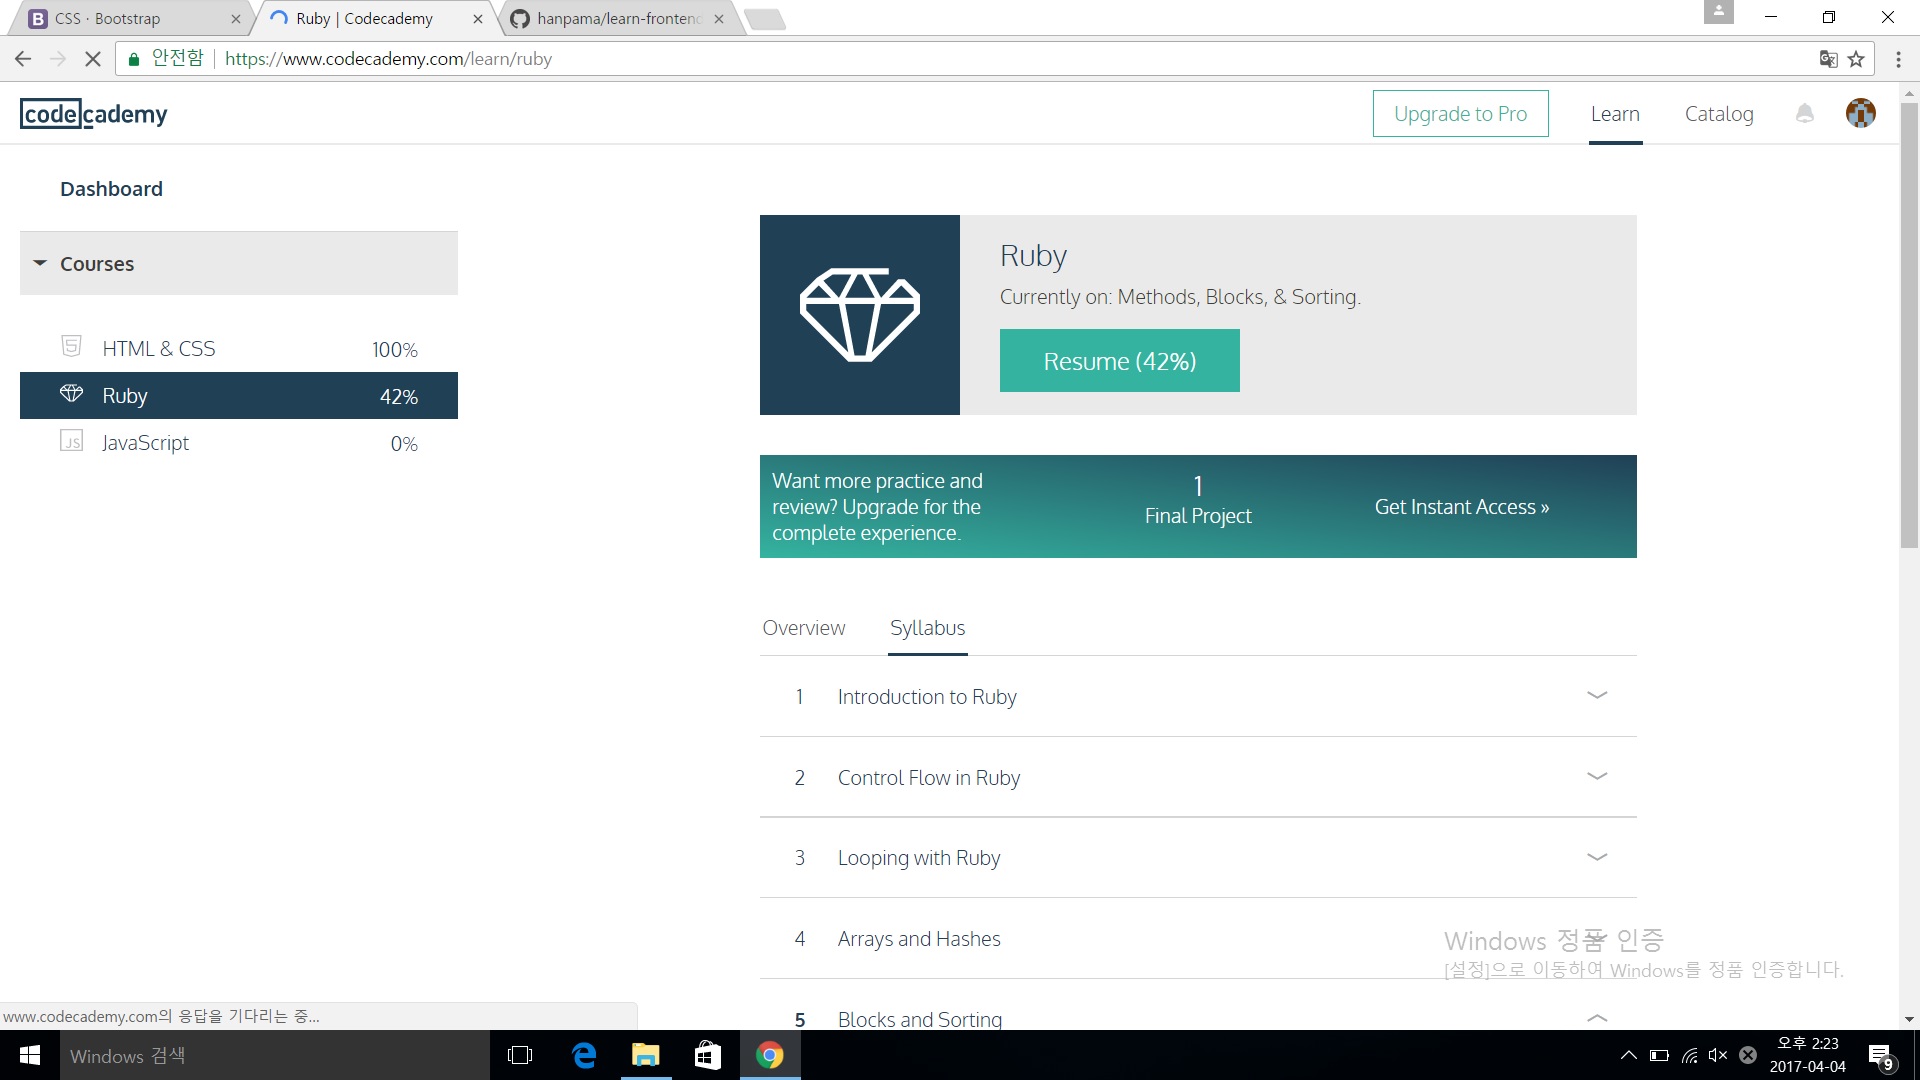 CSS · Bootstrap
Ruby | Codecademy
hanpama/learn-frontend
안전함
https://www.codecademy.com/learn/ruby
codecademy
Upgrade to Pro
Learn
Catalog
Dashboard
Courses
HTML & CSS 100%
Ruby 42%
JS JavaScript 0%
Ruby
Currently on: Methods, Blocks, & Sorting.
Resume (42%)
Want more practice and
review? Upgrade for the
complete experience.
1
Final Project
Get Instant Access »
Overview
Syllabus
1 Introduction to Ruby
2 Control Flow in Ruby
3 Looping with Ruby
4 Arrays and Hashes
5 Blocks and Sorting
Windows 정품 인증
[설정]으로 이동하여 Windows를 정품 인증합니다.
www.codecademy.com의 응답을 기다리는 중...
Windows 검색
오후 2:23
2017-04-04
9